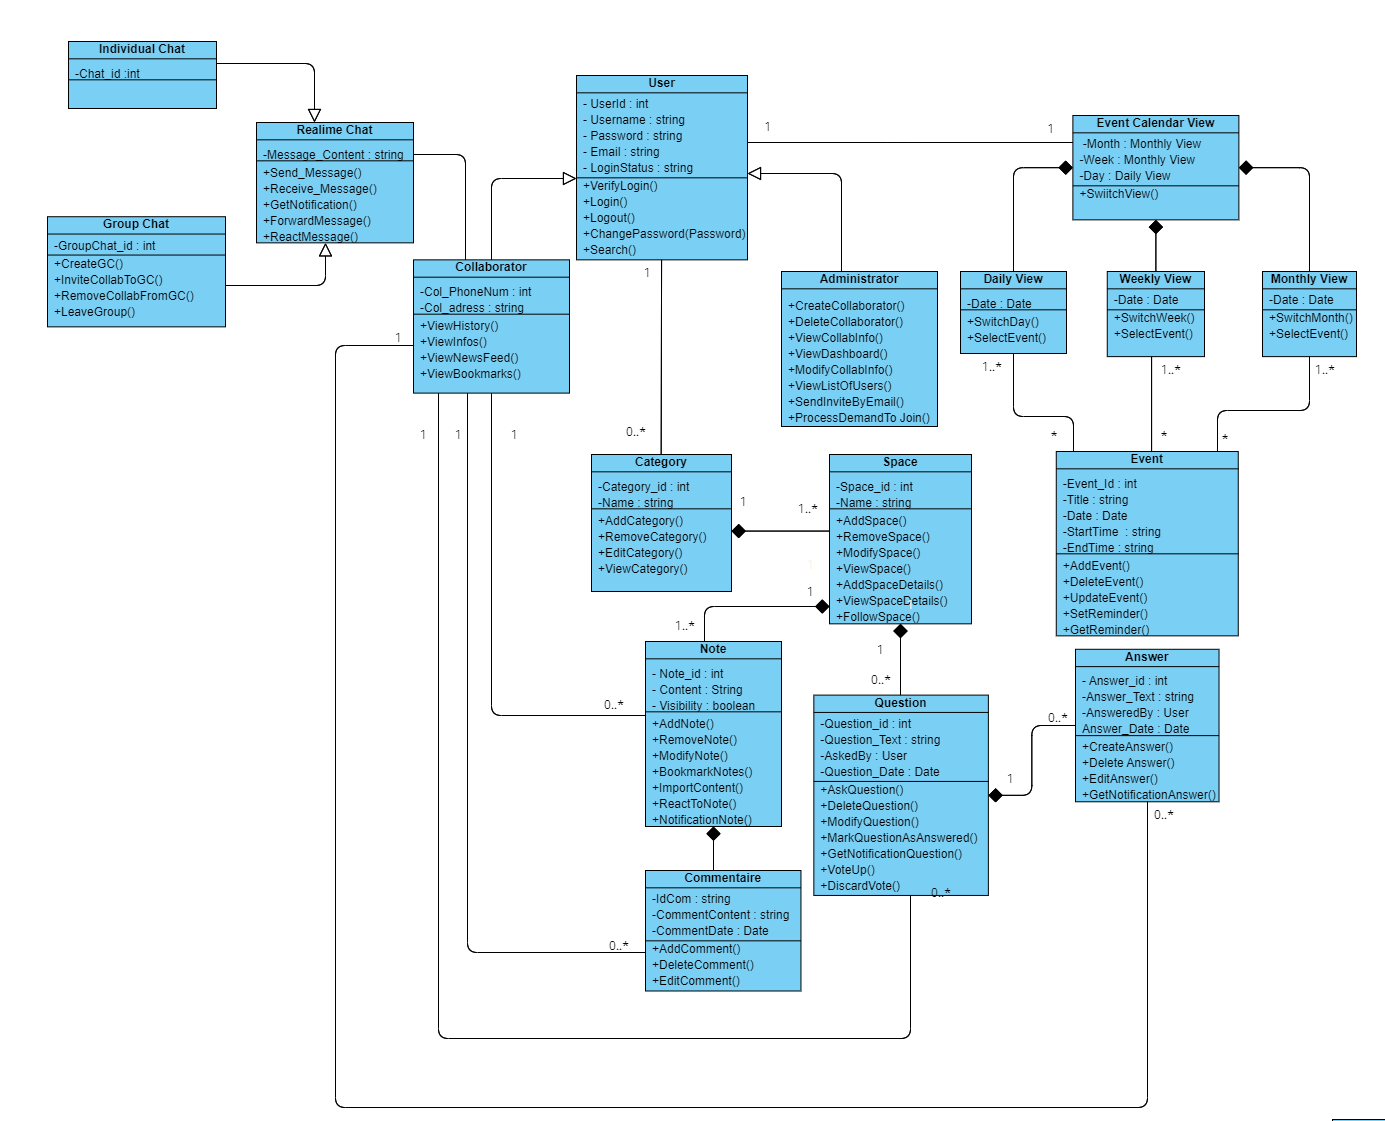 Individual Chat
-Chat_id :int
Realime Chat
-Message_Content : string
+Send_Message()
+Receive_Message()
+GetNotification()
+ForwardMessage()
+ReactMessage()
Group Chat
-GroupChat_id : int
+CreateGC()
+InviteCollabToGC()
+RemoveCollabFromGC()
+LeaveGroup()
User
- UserId : int
- Username : string
- Password : string
- Email : string
- LoginStatus : string
+VerifyLogin()
+Login()
+Logout()
+ChangePassword(Password)
+Search()
1
1
1
0..*
Event Calendar View
-Month : Monthly View
-Week : Monthly View
-Day : Daily View
+SwiitchView()
Collaborator
-Col_PhoneNum : int
-Col_adress : string
+ViewHistory()
+ViewInfos()
+ViewNewsFeed()
+ViewBookmarks()
1
1
1
1
Administrator
+CreateCollaborator()
+DeleteCollaborator()
+ViewCollabInfo()
+ViewDashboard()
+ModifyCollabInfo()
+ViewListOfUsers()
+SendInviteByEmail()
+ProcessDemandTo Join()
Daily View
-Date : Date
+SwitchDay()
+SelectEvent()
1..*
*
Weekly View
-Date : Date
+SwitchWeek()
+SelectEvent()
1..*
*
Monthly View
-Date : Date
+SwitchMonth()
+SelectEvent()
1..*
*
Category
-Category_id : int
-Name : string
+AddCategory()
+RemoveCategory()
+EditCategory()
+ViewCategory()
1
1..*
Space
-Space_id : int
-Name : string
+AddSpace()
+RemoveSpace()
+ModifySpace()
+ViewSpace()
+AddSpaceDetails()
+ViewSpaceDetails()
+FollowSpace()
1
1..*
1
0..*
Event
-Event_Id : int
-Title : string
-Date : Date
-StartTime  : string
-EndTime : string
+AddEvent()
+DeleteEvent()
+UpdateEvent()
+SetReminder()
+GetReminder()
Note
- Note_id : int
- Content : String
- Visibility : boolean
+AddNote()
+RemoveNote()
+ModifyNote()
+BookmarkNotes()
+ImportContent()
+ReactToNote()
+NotificationNote()
0..*
Question
-Question_id : int
-Question_Text : string
-AskedBy : User
-Question_Date : Date
+AskQuestion()
+DeleteQuestion()
+ModifyQuestion()
+MarkQuestionAsAnswered()
+GetNotificationQuestion()
+VoteUp()
+DiscardVote()
0..*
1
0..*
Answer
- Answer_id : int
-Answer_Text : string
-AnsweredBy : User
Answer_Date : Date
+CreateAnswer()
+Delete Answer()
+EditAnswer()
+GetNotificationAnswer()
0..*
Commentaire
-IdCom : string
-CommentContent : string
-CommentDate : Date
+AddComment()
+DeleteComment()
+EditComment()
0..*